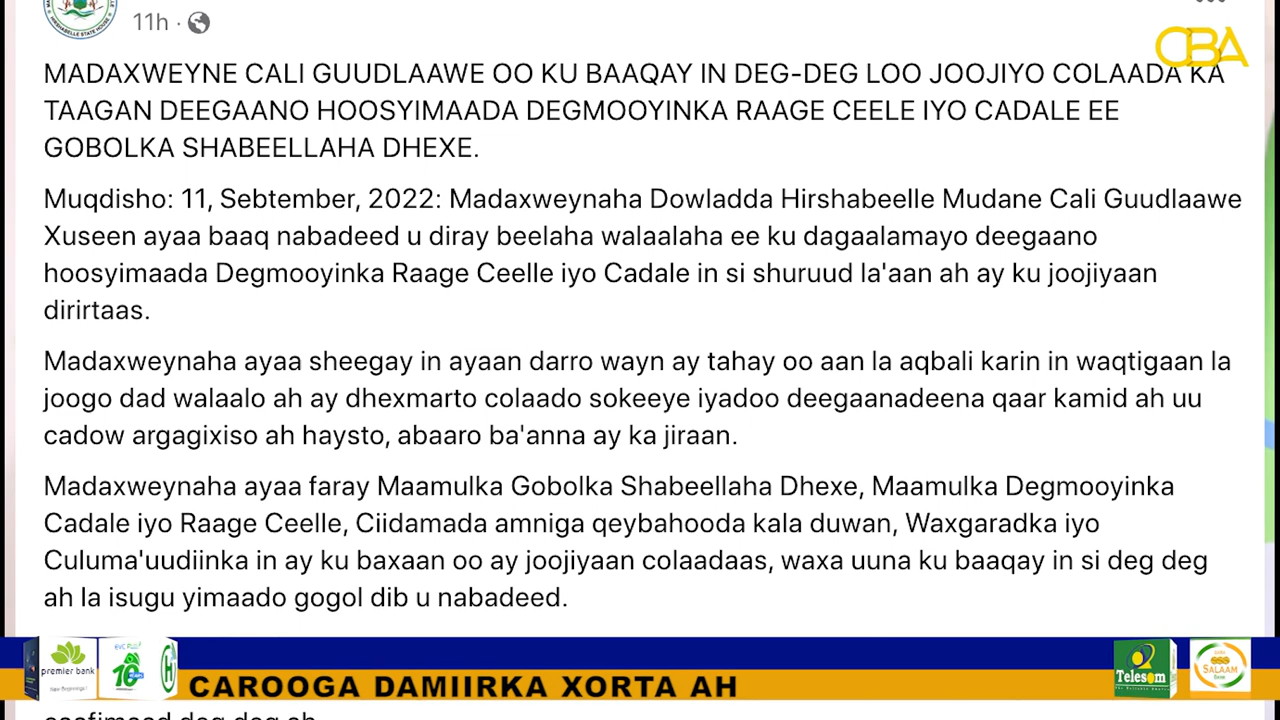 HIRSHABELLE STATE HOUSE
11h ·
CBA
MADAXWEYNE CALI GUUDLAAWE OO KU BAAQAY IN DEG-DEG LOO JOOJIYO COLAADA KA
TAAGAN DEEGAANO HOOSYIMAADA DEGMOOYINKA RAAGE CEELE IYO CADALE EE
GOBOLKA SHABEELLAHA DHEXE.
Muqdisho: 11, Sebtember, 2022: Madaxweynaha Dowladda Hirshabeelle Mudane Cali Guudlaawe
Xuseen ayaa baaq nabadeed u diray beelaha walaalaha ee ku dagaalamayo deegaano
hoosyimaada Degmooyinka Raage Ceelle iyo Cadale in si shuruud la'aan ah ay ku joojiyaan
dirirtaas.
Madaxweynaha ayaa sheegay in ayaan darro wayn ay tahay oo aan la aqbali karin in waqtigaan la
joogo dad walaalo ah ay dhexmarto colaado sokeeye iyadoo deegaanadeena qaar kamid ah uu
cadow argagixiso ah haysto, abaaro ba'anna ay ka jiraan.
Madaxweynaha ayaa faray Maamulka Gobolka Shabeellaha Dhexe, Maamulka Degmooyinka
Cadale iyo Raage Ceelle, Ciidamada amniga qeybahooda kala duwan, Waxgaradka iyo
Culuma'uudiinka in ay ku baxaan oo ay joojiyaan colaadaas, waxa uuna ku baaqay in si deg deg
ah la isugu yimaado gogol dib u nabadeed.
premier bank
EVC PLUS
10
CAROOGA DAMIIRKA XORTA AH
Telesom
SALAAM